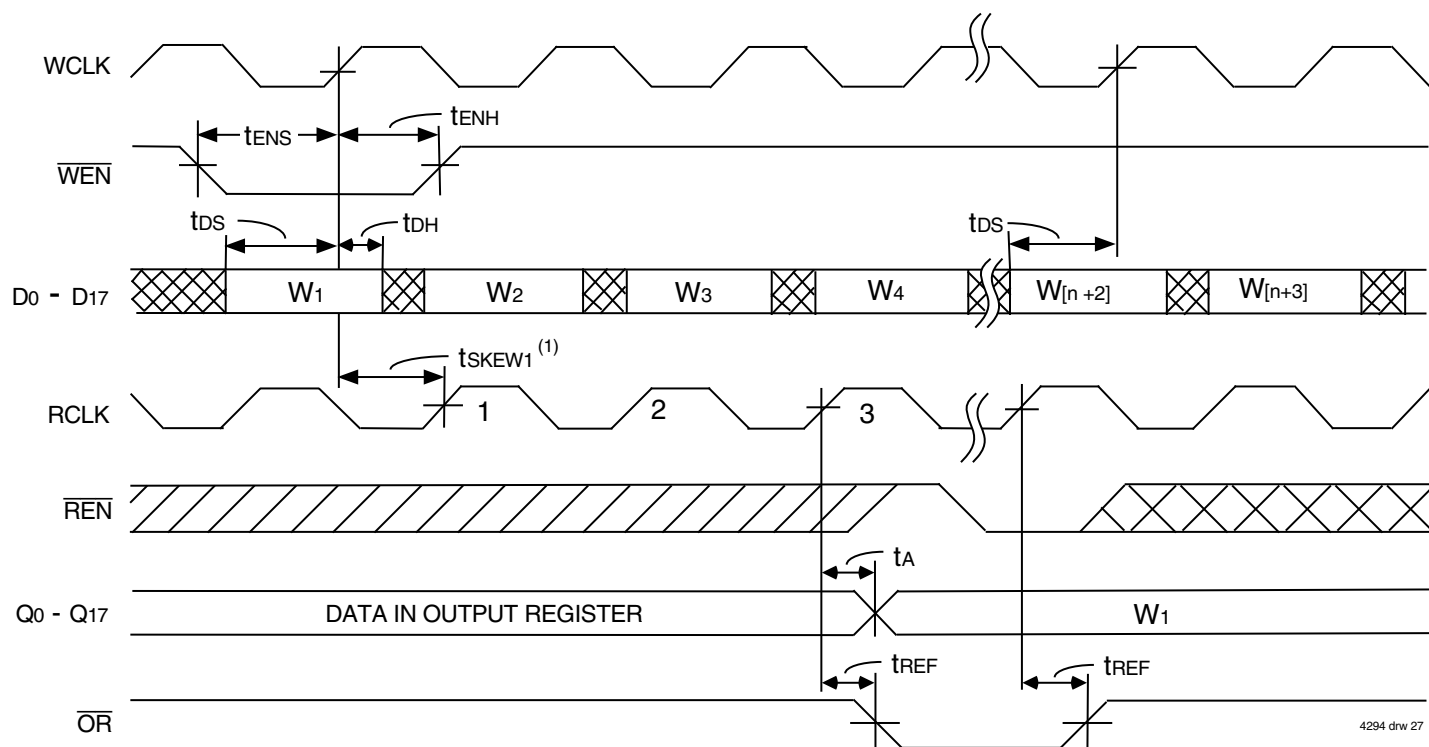 WCLK
tENS
tENH
WEN
tDS
tDH
tDS
D0 - D17
W1
W2
W3
W4
W[n +2]
W[n+3]
tSKEW1 (1)
RCLK
1
2
3
REN
tA
Q0 - Q17
DATA IN OUTPUT REGISTER
W1
tREF
tREF
OR
4294 drw 27